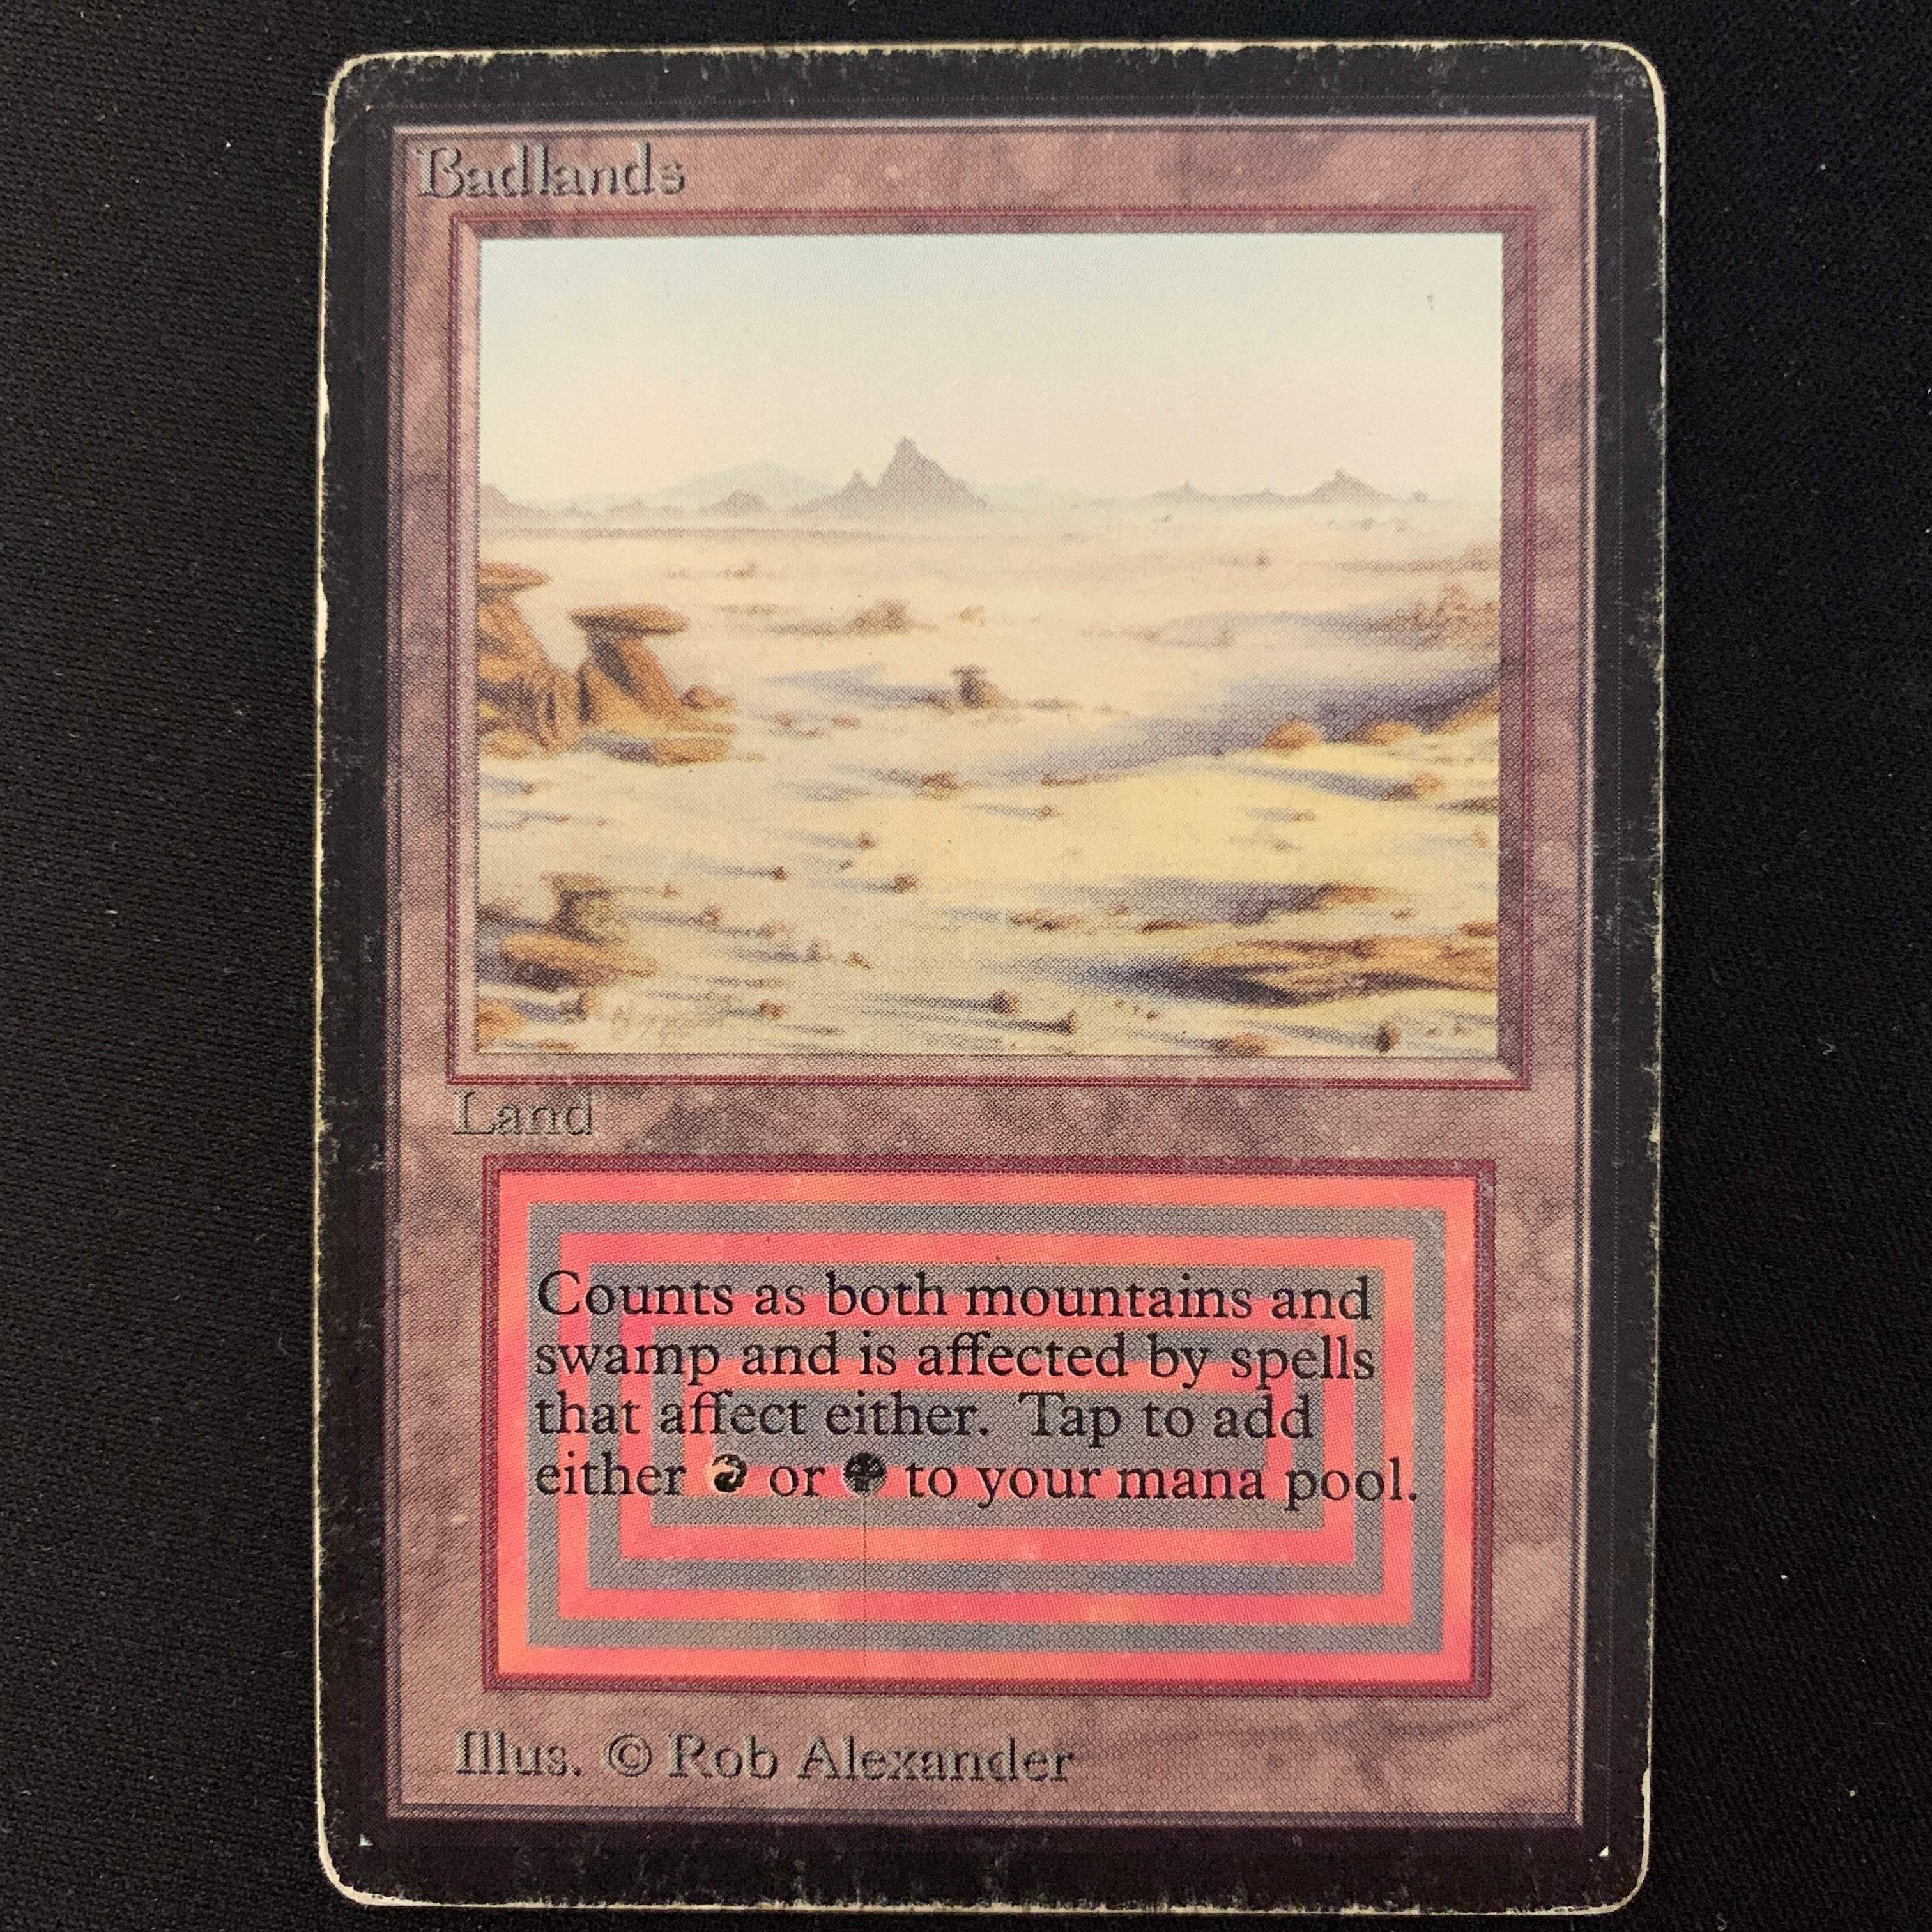 Badlands
Land
Counts as both mountains and
swamp and is affected by spells
that affect either.  Tap to add
either or to your mana pool.
Illus. © Rob Alexander